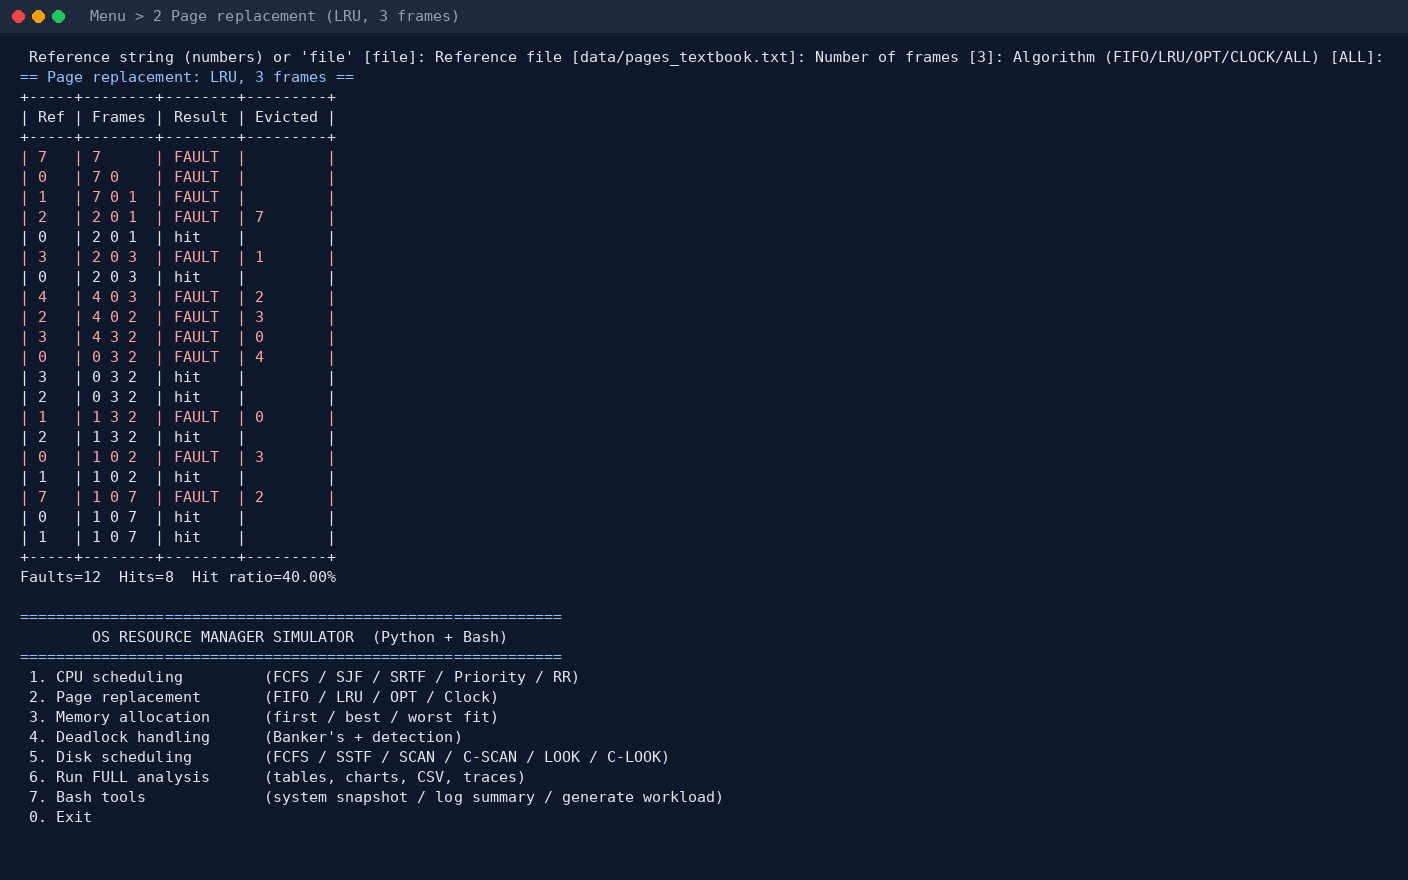 Menu > 2 Page replacement (LRU, 3 frames)
 Reference string (numbers) or 'file' [file]: Reference file [data/pages_textbook.txt]: Number of frames [3]: Algorithm (FIFO/LRU/OPT/CLOCK/ALL) [ALL]:
== Page replacement: LRU, 3 frames ==
+-----+--------+--------+---------+
| Ref | Frames | Result | Evicted |
+-----+--------+--------+---------+
| 7   | 7      | FAULT  |         |
| 0   | 7 0    | FAULT  |         |
| 1   | 7 0 1  | FAULT  |         |
| 2   | 2 0 1  | FAULT  | 7       |
| 0   | 2 0 1  | hit    |         |
| 3   | 2 0 3  | FAULT  | 1       |
| 0   | 2 0 3  | hit    |         |
| 4   | 4 0 3  | FAULT  | 2       |
| 2   | 4 0 2  | FAULT  | 3       |
| 3   | 4 3 2  | FAULT  | 0       |
| 0   | 0 3 2  | FAULT  | 4       |
| 3   | 0 3 2  | hit    |         |
| 2   | 0 3 2  | hit    |         |
| 1   | 1 3 2  | FAULT  | 0       |
| 2   | 1 3 2  | hit    |         |
| 0   | 1 0 2  | FAULT  | 3       |
| 1   | 1 0 2  | hit    |         |
| 7   | 1 0 7  | FAULT  | 2       |
| 0   | 1 0 7  | hit    |         |
| 1   | 1 0 7  | hit    |         |
+-----+--------+--------+---------+
Faults=12  Hits=8  Hit ratio=40.00%
============================================================
        OS RESOURCE MANAGER SIMULATOR  (Python + Bash)
============================================================
 1. CPU scheduling         (FCFS / SJF / SRTF / Priority / RR)
 2. Page replacement       (FIFO / LRU / OPT / Clock)
 3. Memory allocation      (first / best / worst fit)
 4. Deadlock handling      (Banker's + detection)
 5. Disk scheduling        (FCFS / SSTF / SCAN / C-SCAN / LOOK / C-LOOK)
 6. Run FULL analysis      (tables, charts, CSV, traces)
 7. Bash tools             (system snapshot / log summary / generate workload)
 0. Exit